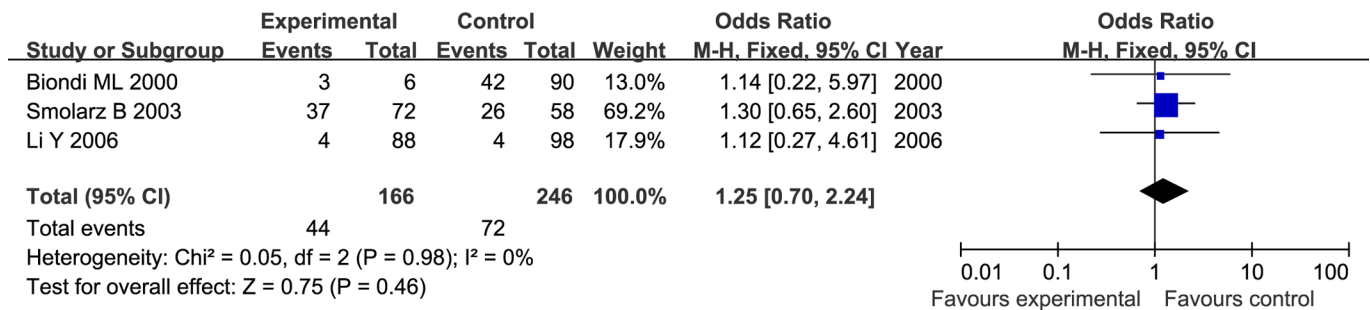 Experimental Control Odds Ratio Odds Ratio
Study or Subgroup Events Total Events Total Weight M-H, Fixed, 95% CI Year M-H, Fixed, 95% CI
Biondi ML 2000 3 6 42 90 13.0% 1.14 [0.22, 5.97] 2000
Smolarz B 2003 37 72 26 58 69.2% 1.30 [0.65, 2.60] 2003
Li Y 2006 4 88 4 98 17.9% 1.12 [0.27, 4.61] 2006
Total (95% CI) 166 246 100.0% 1.25 [0.70, 2.24]
Total events 44 72
Heterogeneity: Chi² = 0.05, df = 2 (P = 0.98); I² = 0%
Test for overall effect: Z = 0.75 (P = 0.46)
0.01 0.1 1 10 100
Favours experimental Favours control